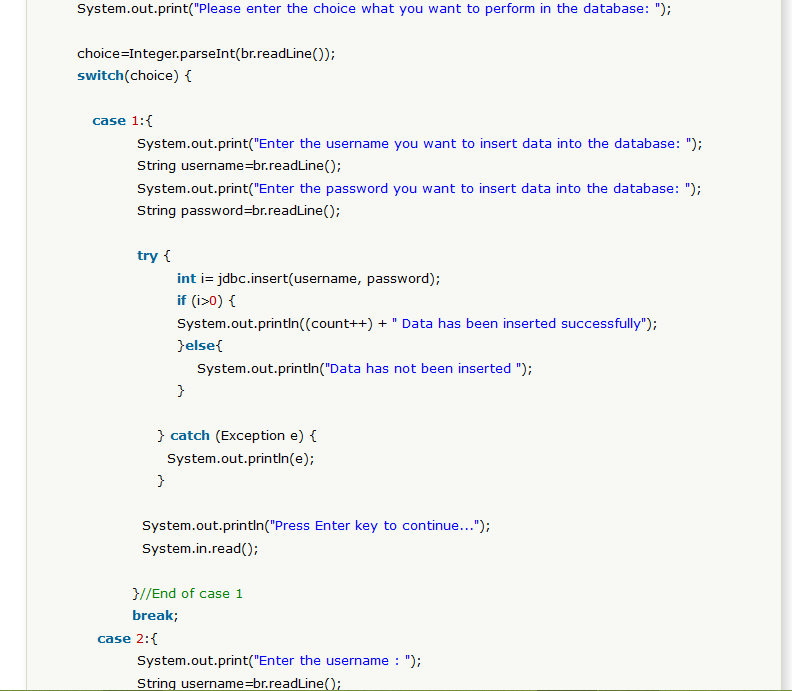 System.out.print("Please enter the choice what you want to perform in the database: ");
choice=Integer.parseInt(br.readLine());
switch(choice) {
case 1:{
System.out.print("Enter the username you want to insert data into the database: ");
String username=br.readLine();
System.out.print("Enter the password you want to insert data into the database: ");
String password=br.readLine();
try {
int i= jdbc.insert(username, password);
if (i>0) {
System.out.println((count++) + " Data has been inserted successfully");
}else{
System.out.println("Data has not been inserted ");
}
} catch (Exception e) {
System.out.println(e);
}
System.out.println("Press Enter key to continue...");
System.in.read();
}//End of case 1
break;
case 2:{
System.out.print("Enter the username : ");
String username=br.readLine();